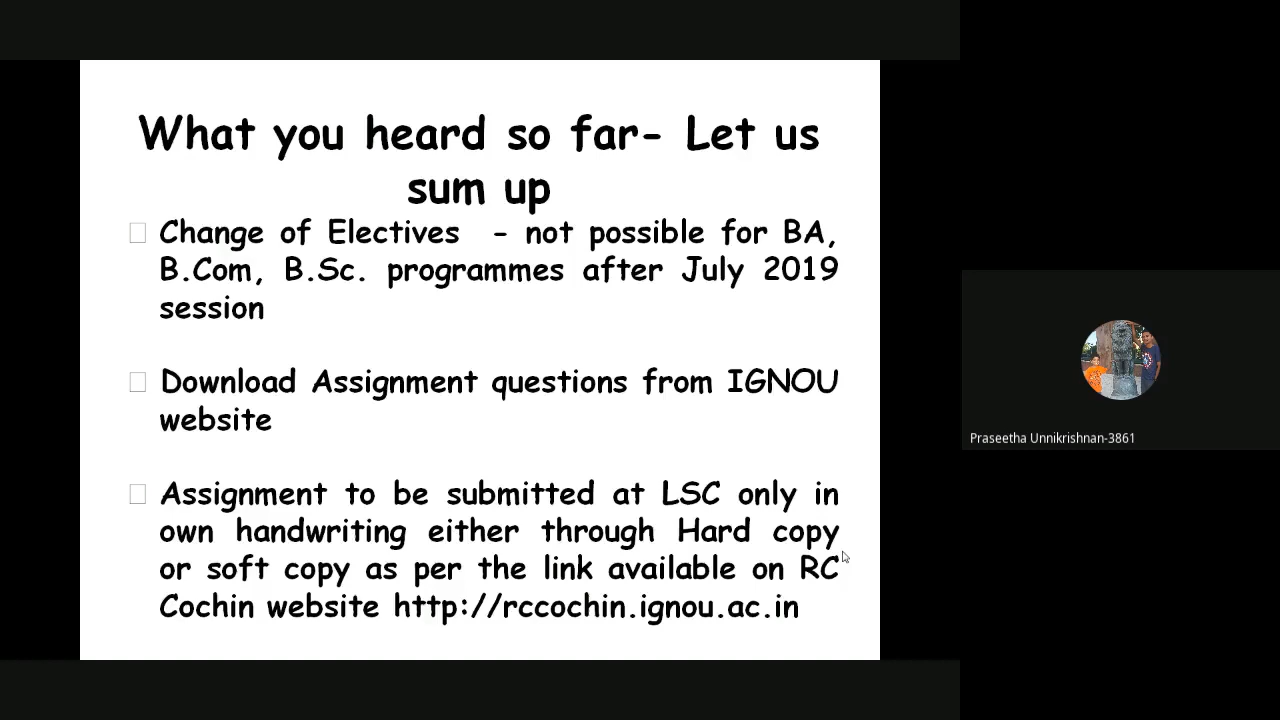 What you heard so far- Let us
sum up
Change of Electives - not possible for BA,
B.Com, B.Sc. programmes after July 2019
session
Download Assignment questions from IGNOU
website
Assignment to be submitted at LSC only in
own handwriting either through Hard copy
or soft copy as per the link available on RC
Cochin website http://rccochin.ignou.ac.in
Praseetha Unnikrishnan-3861